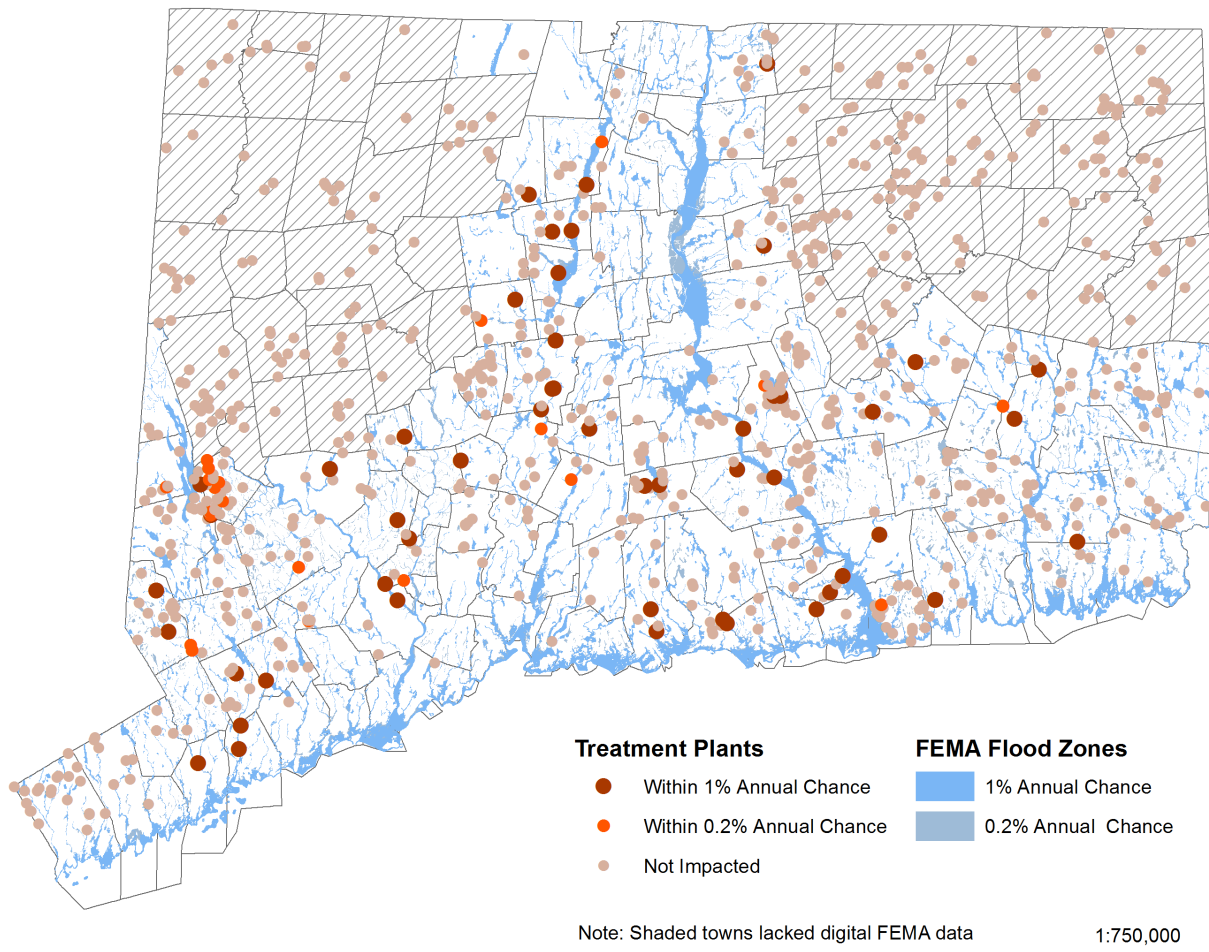 Treatment Plants
Within 1% Annual Chance
Within 0.2% Annual Chance
Not Impacted
FEMA Flood Zones
1% Annual Chance
0.2% Annual Chance
Note: Shaded towns lacked digital FEMA data
1:750,000